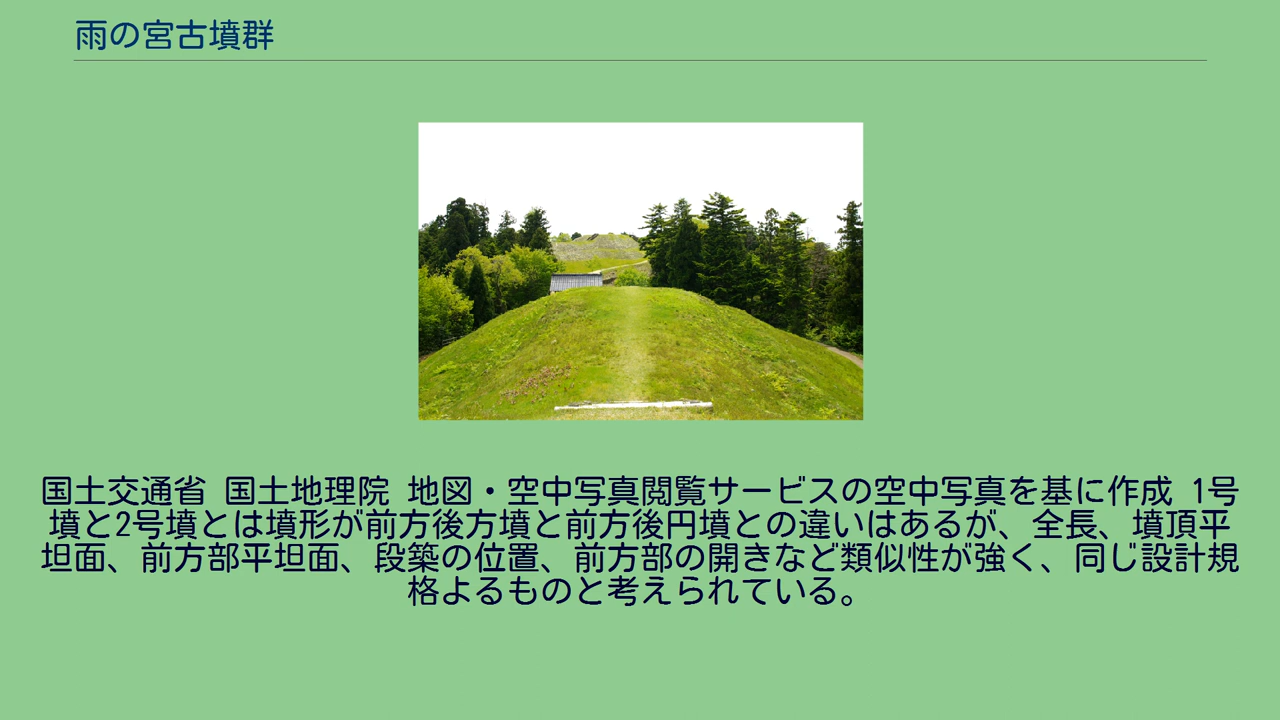 雨の宮古墳群
国土交通省 国土地理院 地図・空中写真閲覧サービスの空中写真を基に作成 1号
墳と2号墳とは墳形が前方後方墳と前方後円墳との違いはあるが、全長、墳頂平
坦面、前方部平坦面、段築の位置、前方部の開きなど類似性が強く、同じ設計規
格よるものと考えられている。